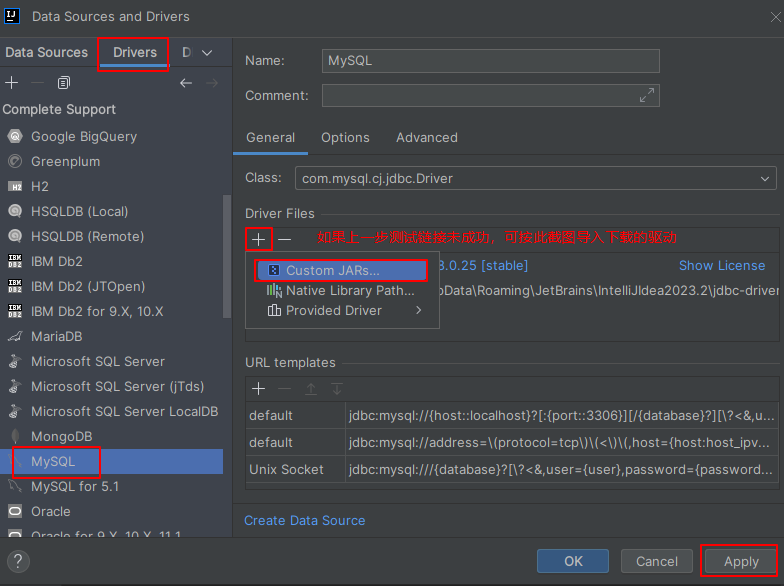 Data Sources and Drivers
Data Sources
Drivers
D
Complete Support
Google BigQuery
Greenplum
H2
HSQLDB (Local)
HSQLDB (Remote)
IBM Db2
IBM Db2 (JTOpen)
IBM Db2 for 9.X, 10.X
MariaDB
Microsoft SQL Server
Microsoft SQL Server (jTds)
Microsoft SQL Server LocalDB
MongoDB
MySQL
MySQL for 5.1
Oracle
Oracle for 9.X, 10.X, 11.1
Name: MySQL
Comment:
General Options Advanced
Class: com.mysql.cj.jdbc.Driver
Driver Files
如果上一步测试链接未成功，可按此截图导入下载的驱动
Custom JARs...
Native Library Path...
Provided Driver
8.0.25 [stable] Show License
pData\Roaming\JetBrains\IntelliJIdea2023.2\jdbc-driver
URL templates
default jdbc:mysql://{host::localhost}?[:{port::3306}][/{database}?][\?<&,u...
default jdbc:mysql://address=\(protocol=tcp\)\(<\)\(,host={host:host_ipv...
Unix Socket jdbc:mysql:///{database}?[\?<&,user={user},password={password...
Create Data Source
? OK Cancel Apply